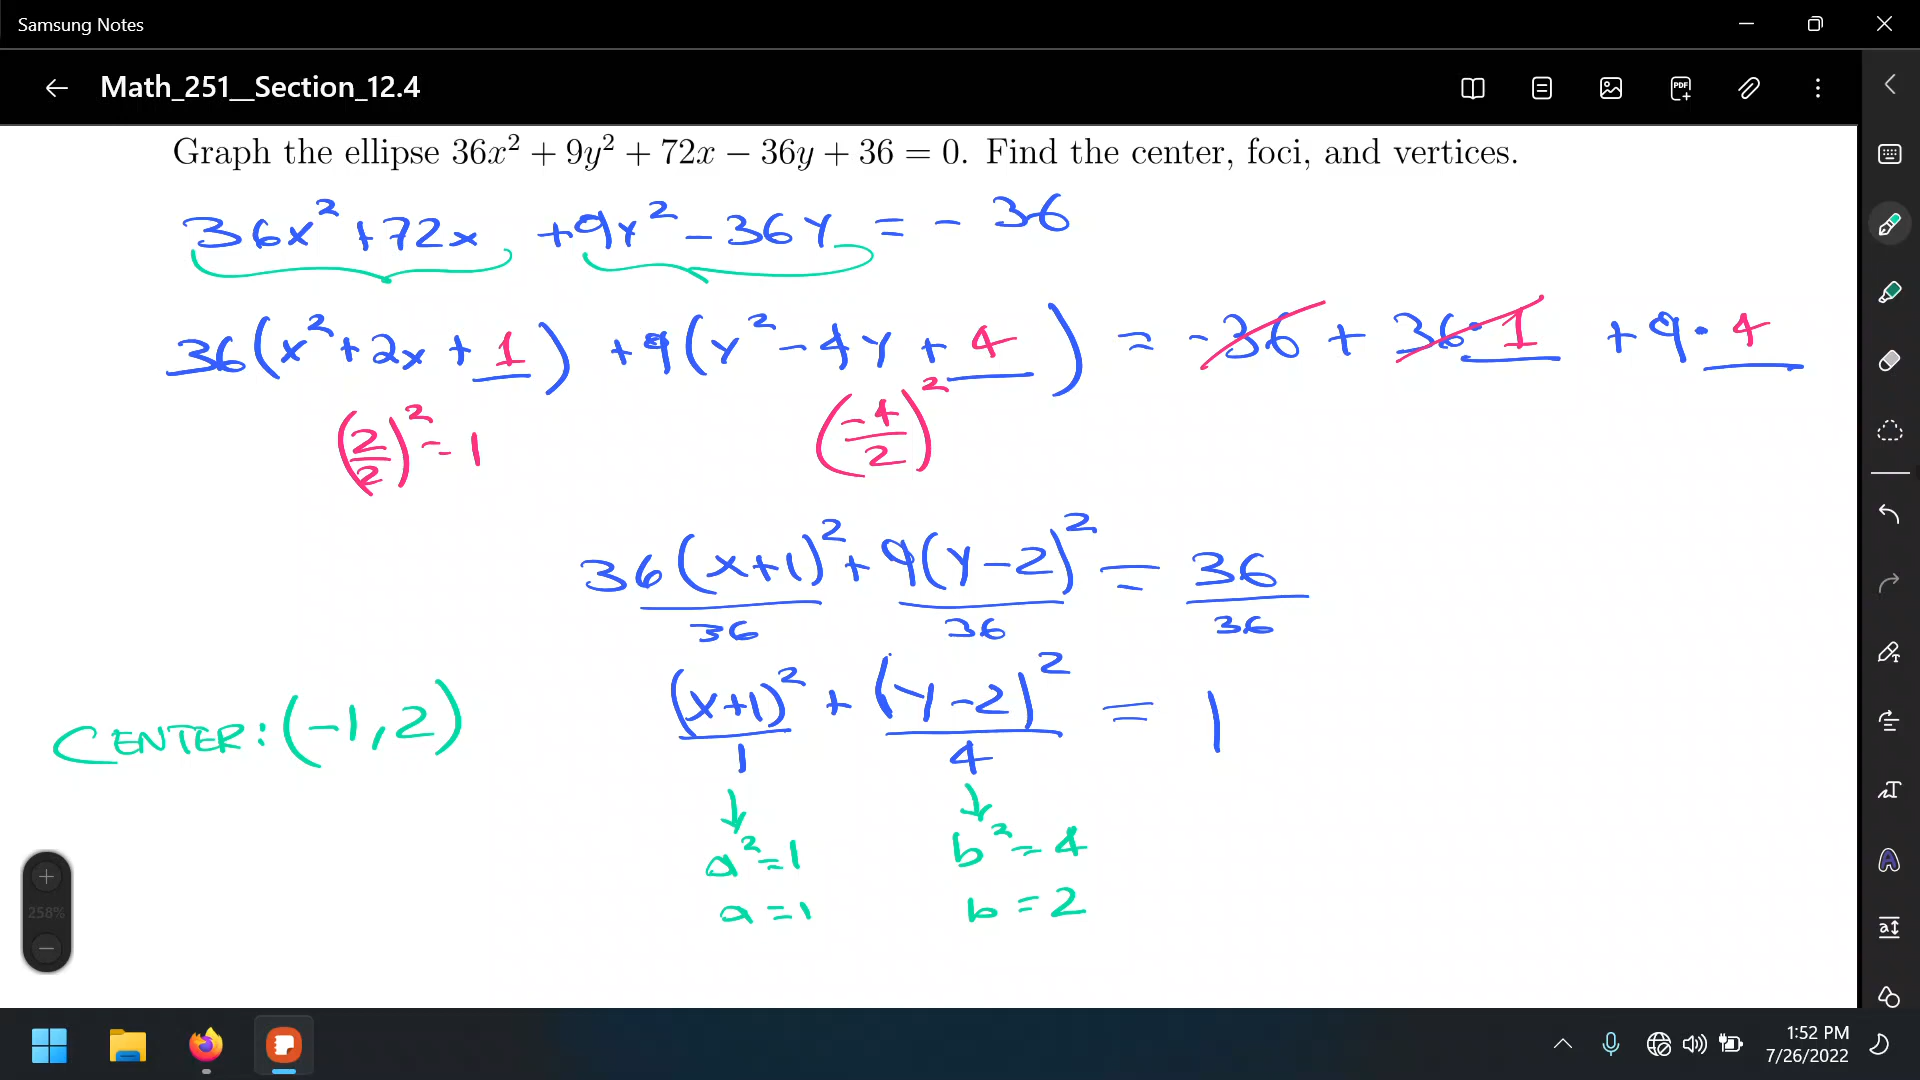 Samsung Notes
Math_251__Section_12.4
Graph the ellipse 36x² + 9y² + 72x − 36y + 36 = 0. Find the center, foci, and vertices.
36x² + 72x + 9y² − 36y = − 36
36(x² + 2x + 1) + 9(y² − 4y + 4) = -36 + 36·1 + 9·4
(2/2)² = 1 (-4/2)²
36(x+1)²/36 + 9(y−2)²/36 = 36/36
(x+1)²/1 + (y−2)²/4 = 1
CENTER: (−1, 2)
a² = 1 b² = 4
a = 1 b = 2
258%
1:52 PM
7/26/2022